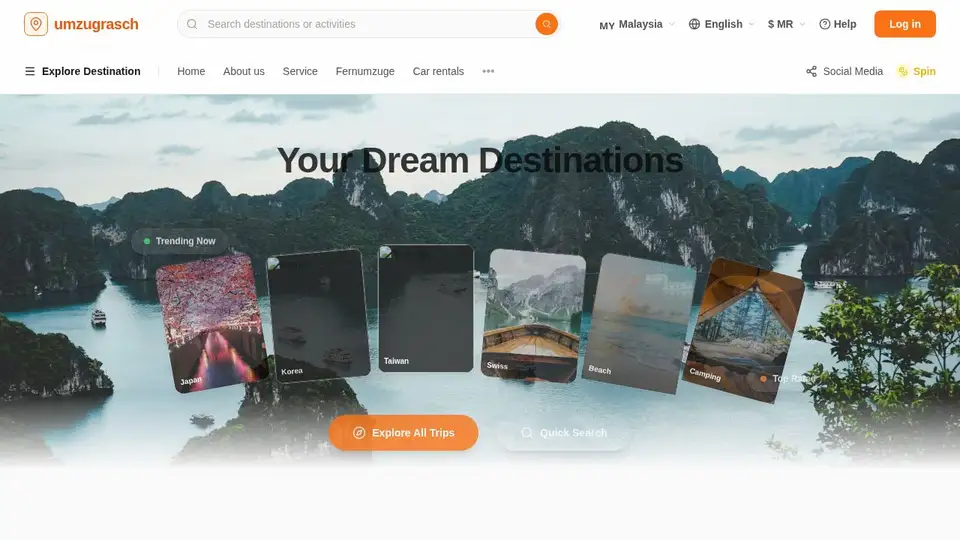 umzugrasch
Search destinations or activities
MY Malaysia
English
$ MR
Help
Log in
Explore Destination
Home
About us
Service
Fernumzuge
Car rentals
•••
Social Media
Spin
Your Dream Destinations
Trending Now
Japan
Korea
Taiwan
Swiss
Beach
Camping
Top Rated
Explore All Trips
Quick Search